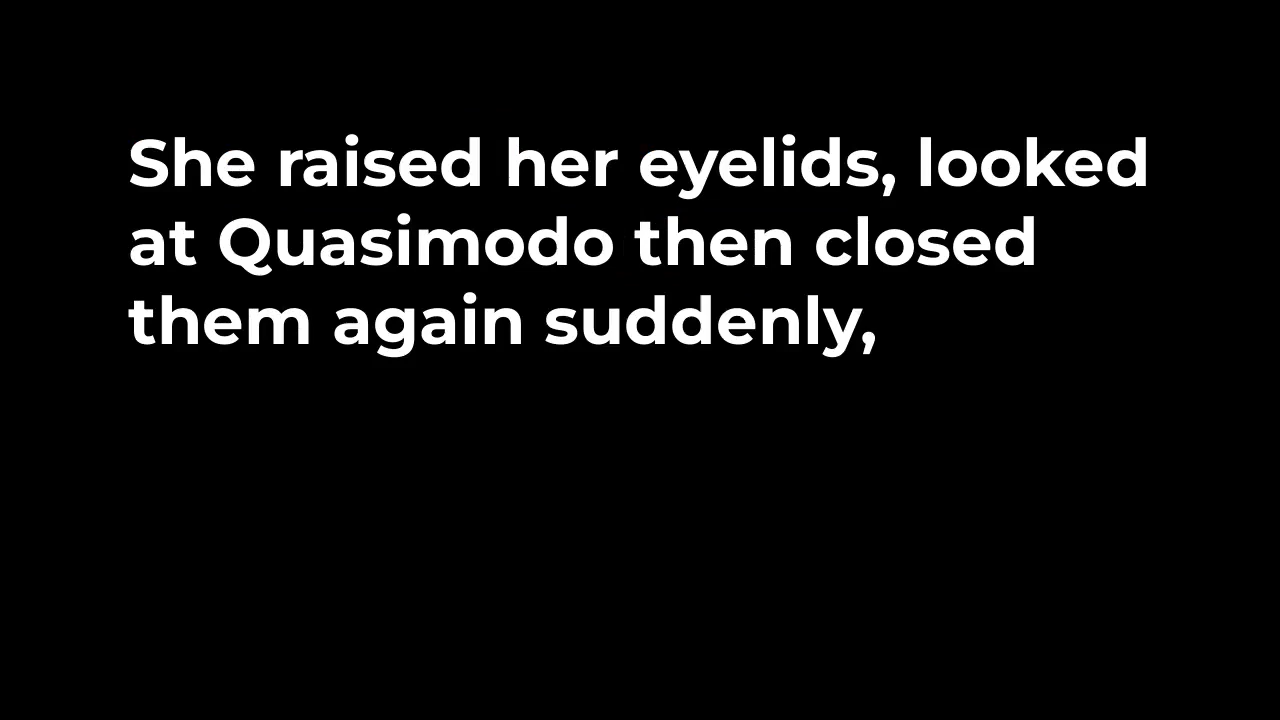 She raised her eyelids, looked
at Quasimodo then closed
them again suddenly,